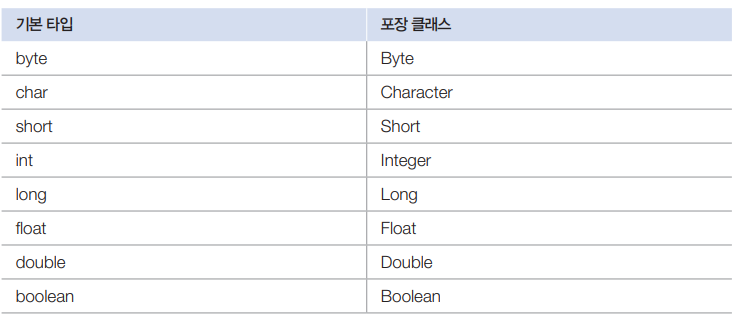 기본 타입 포장 클래스
byte Byte
char Character
short Short
int Integer
long Long
float Float
double Double
boolean Boolean